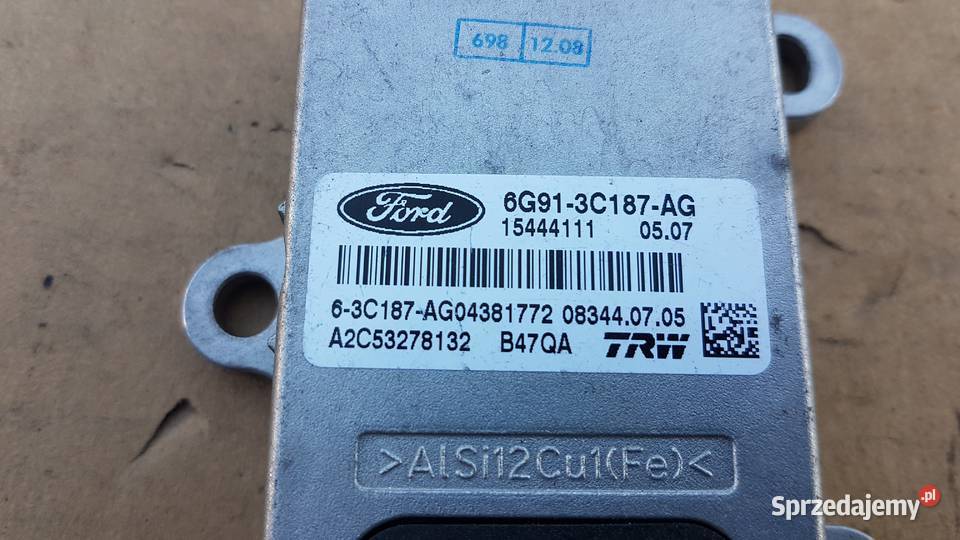 698 12.08
Ford 6G91-3C187-AG
15444111 05.07
6-3C187-AG04381772 08344.07.05
A2C53278132 B47QA TRW
>AlSi12Cu1(Fe)<
Sprzedajemy.pl